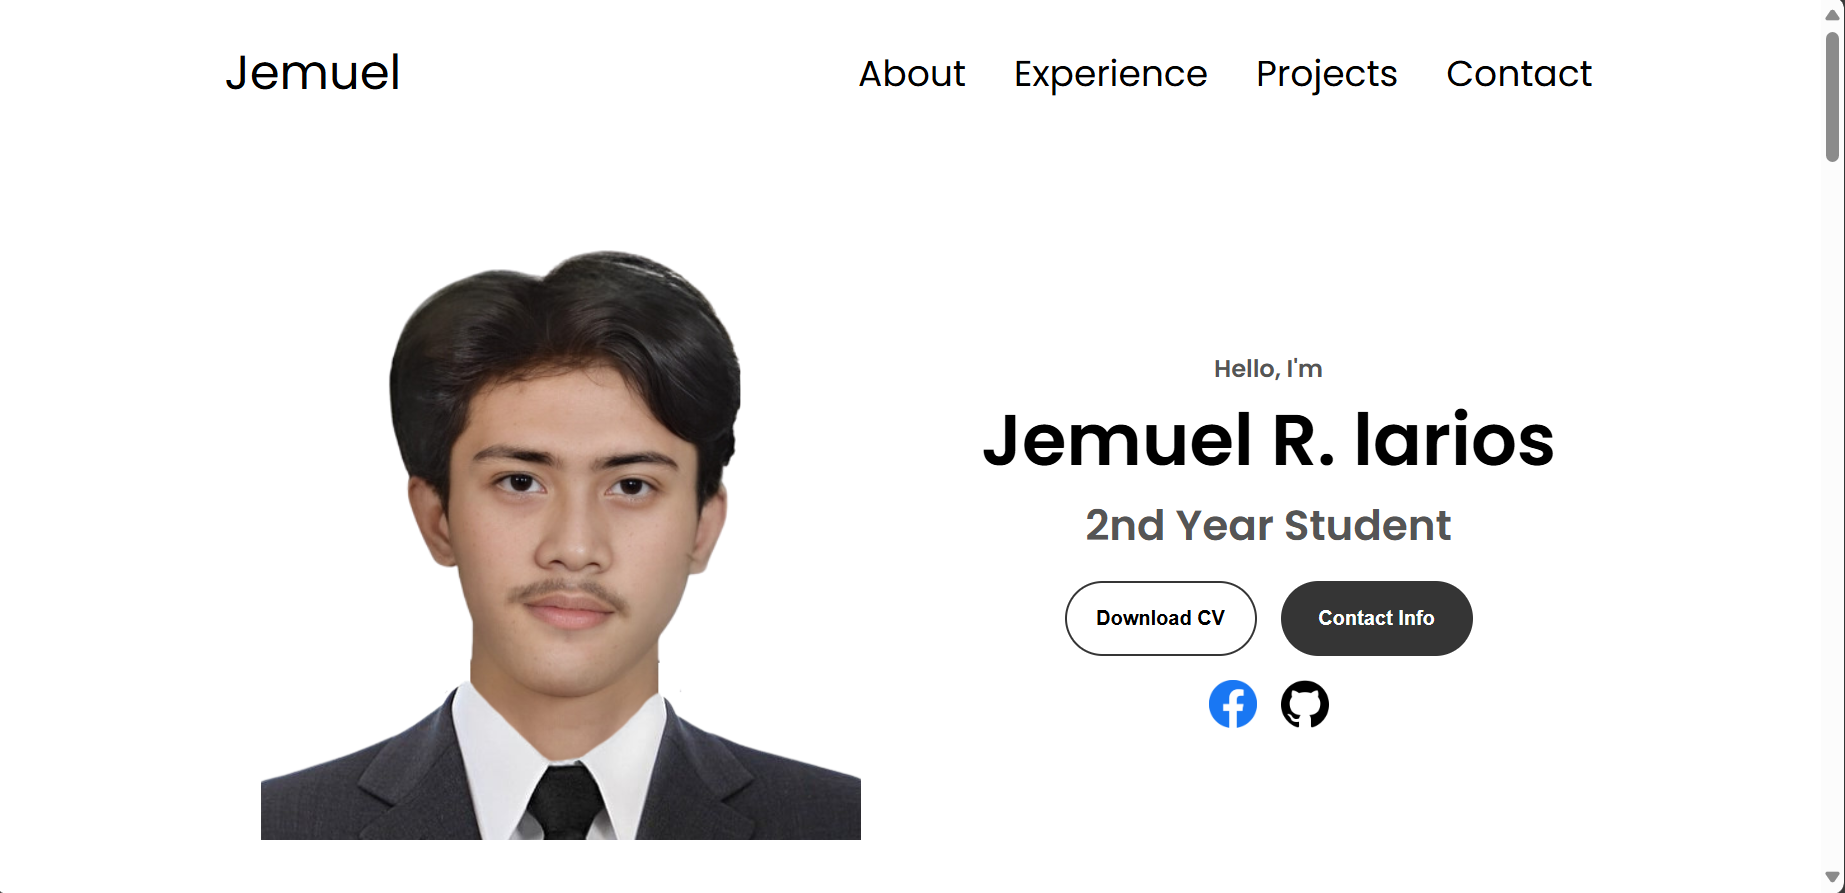 Jemuel
About Experience Projects Contact
Hello, I'm
Jemuel R. larios
2nd Year Student
Download CV
Contact Info